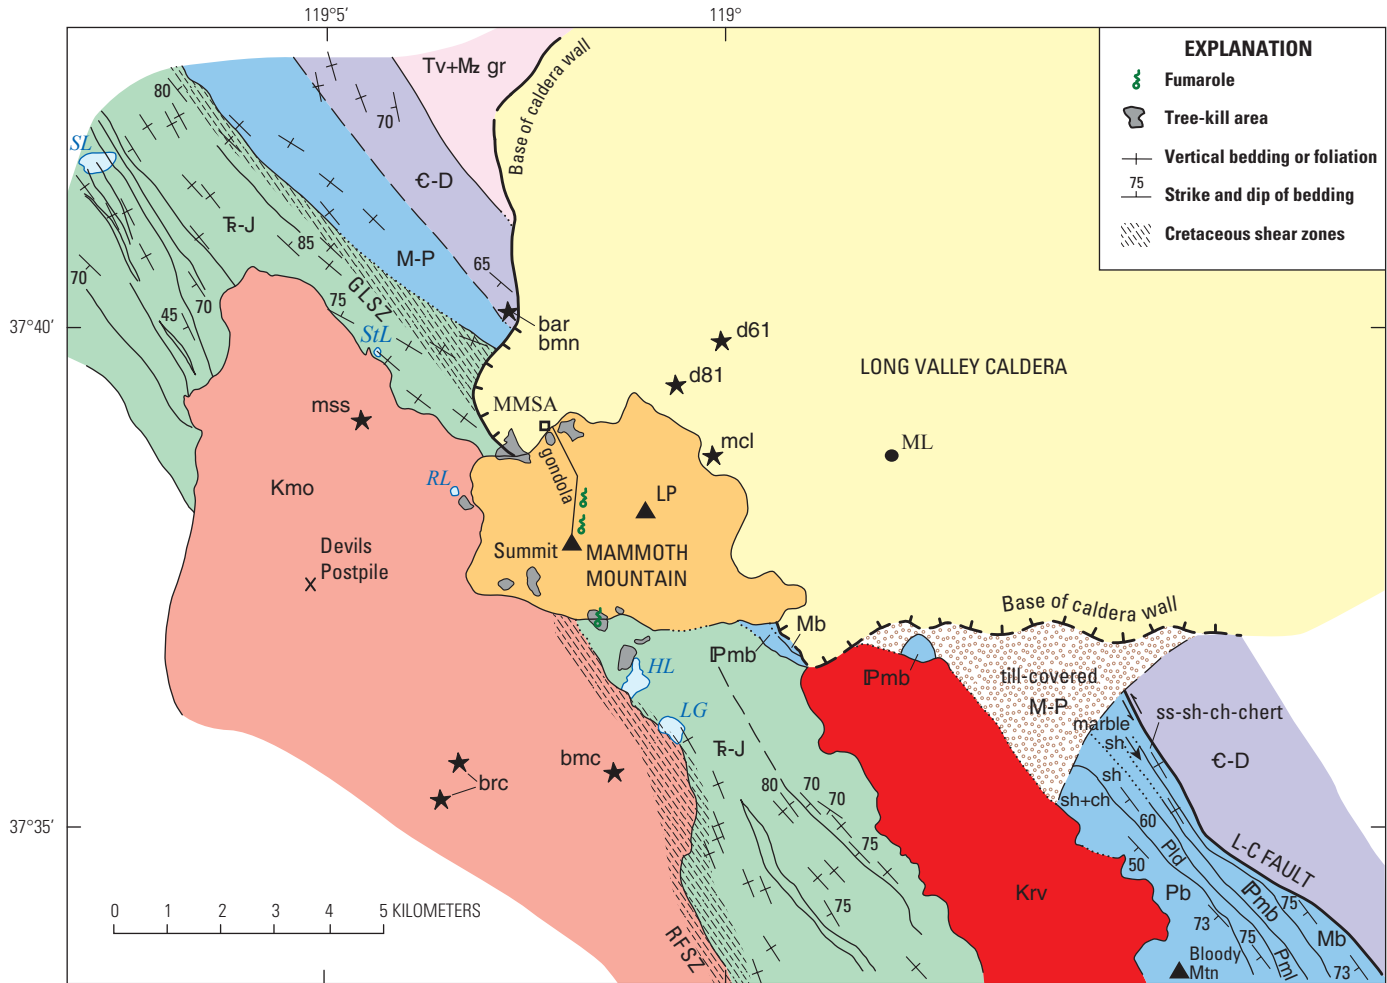 119°5'
119°
EXPLANATION
Fumarole
Tree-kill area
Vertical bedding or foliation
75
Strike and dip of bedding
Cretaceous shear zones
Tv+Mz gr
Base of caldera wall
80
70
SL
Ꞓ-D
TR-J
85
M-P
65
70
GLSZ
75
70
45
37°40'
StL
bar
bmn
d61
d81
LONG VALLEY CALDERA
MMSA
mss
mcl
ML
gondola
RL
Kmo
LP
Devils
Postpile
Summit
MAMMOTH
MOUNTAIN
Base of caldera wall
Mb
ℙmb
HL
ℙmb
till-covered
M-P
LG
marble
ss-sh-ch-chert
sh
TR-J
Ꞓ-D
bmc
brc
sh
80
70
70
sh+ch
60
37°35'
75
L-C FAULT
50
Pld
Krv
Pb
ℙmb
75
0 1 2 3 4 5 KILOMETERS
75
73
75
Mb
RFSZ
Bloody
Mtn
Pml
73